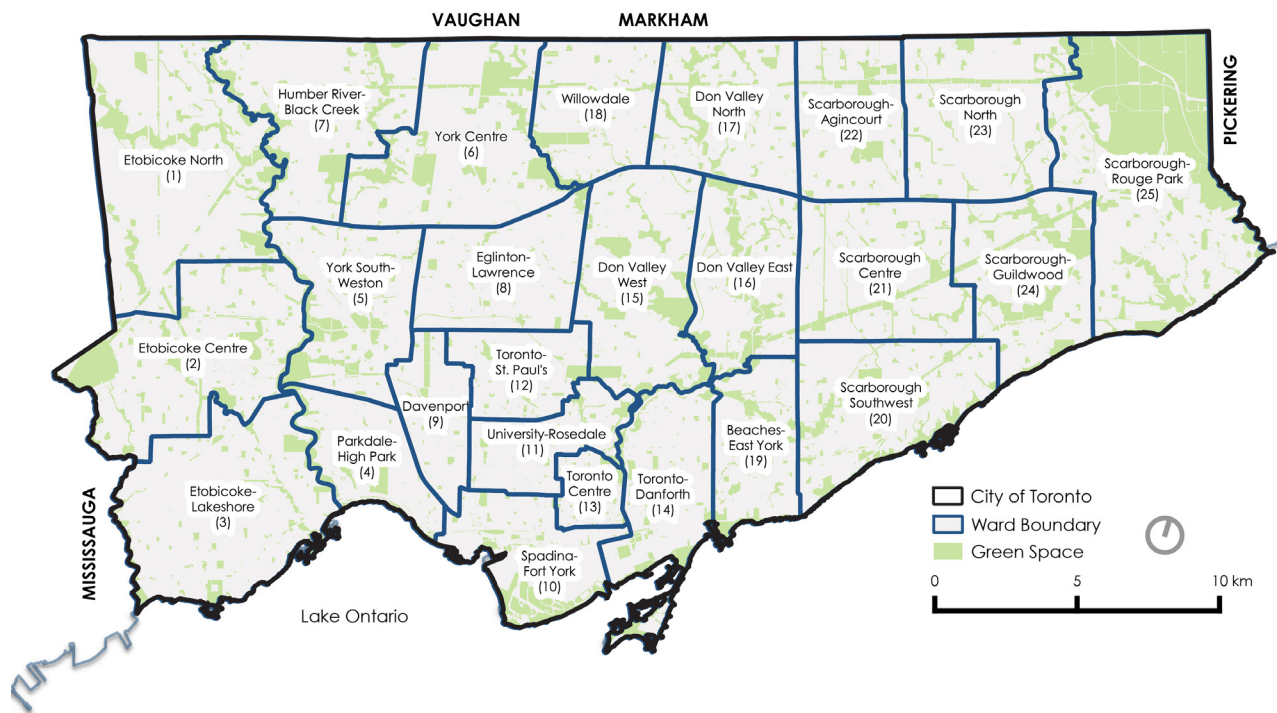 VAUGHAN
MARKHAM
PICKERING
MISSISSAUGA
Etobicoke North
(1)
Humber River-
Black Creek
(7)
York Centre
(6)
Willowdale
(18)
Don Valley
North
(17)
Scarborough-
Agincourt
(22)
Scarborough
North
(23)
Scarborough-
Rouge Park
(25)
Etobicoke Centre
(2)
York South-
Weston
(5)
Eglinton-
Lawrence
(8)
Don Valley
West
(15)
Don Valley East
(16)
Scarborough
Centre
(21)
Scarborough-
Guildwood
(24)
Toronto-
St. Paul's
(12)
Davenport
(9)
Parkdale-
High Park
(4)
University-Rosedale
(11)
Scarborough
Southwest
(20)
Beaches-
East York
(19)
Etobicoke-
Lakeshore
(3)
Toronto
Centre
(13)
Toronto-
Danforth
(14)
Spadina-
Fort York
(10)
Lake Ontario
City of Toronto
Ward Boundary
Green Space
0 5 10 km